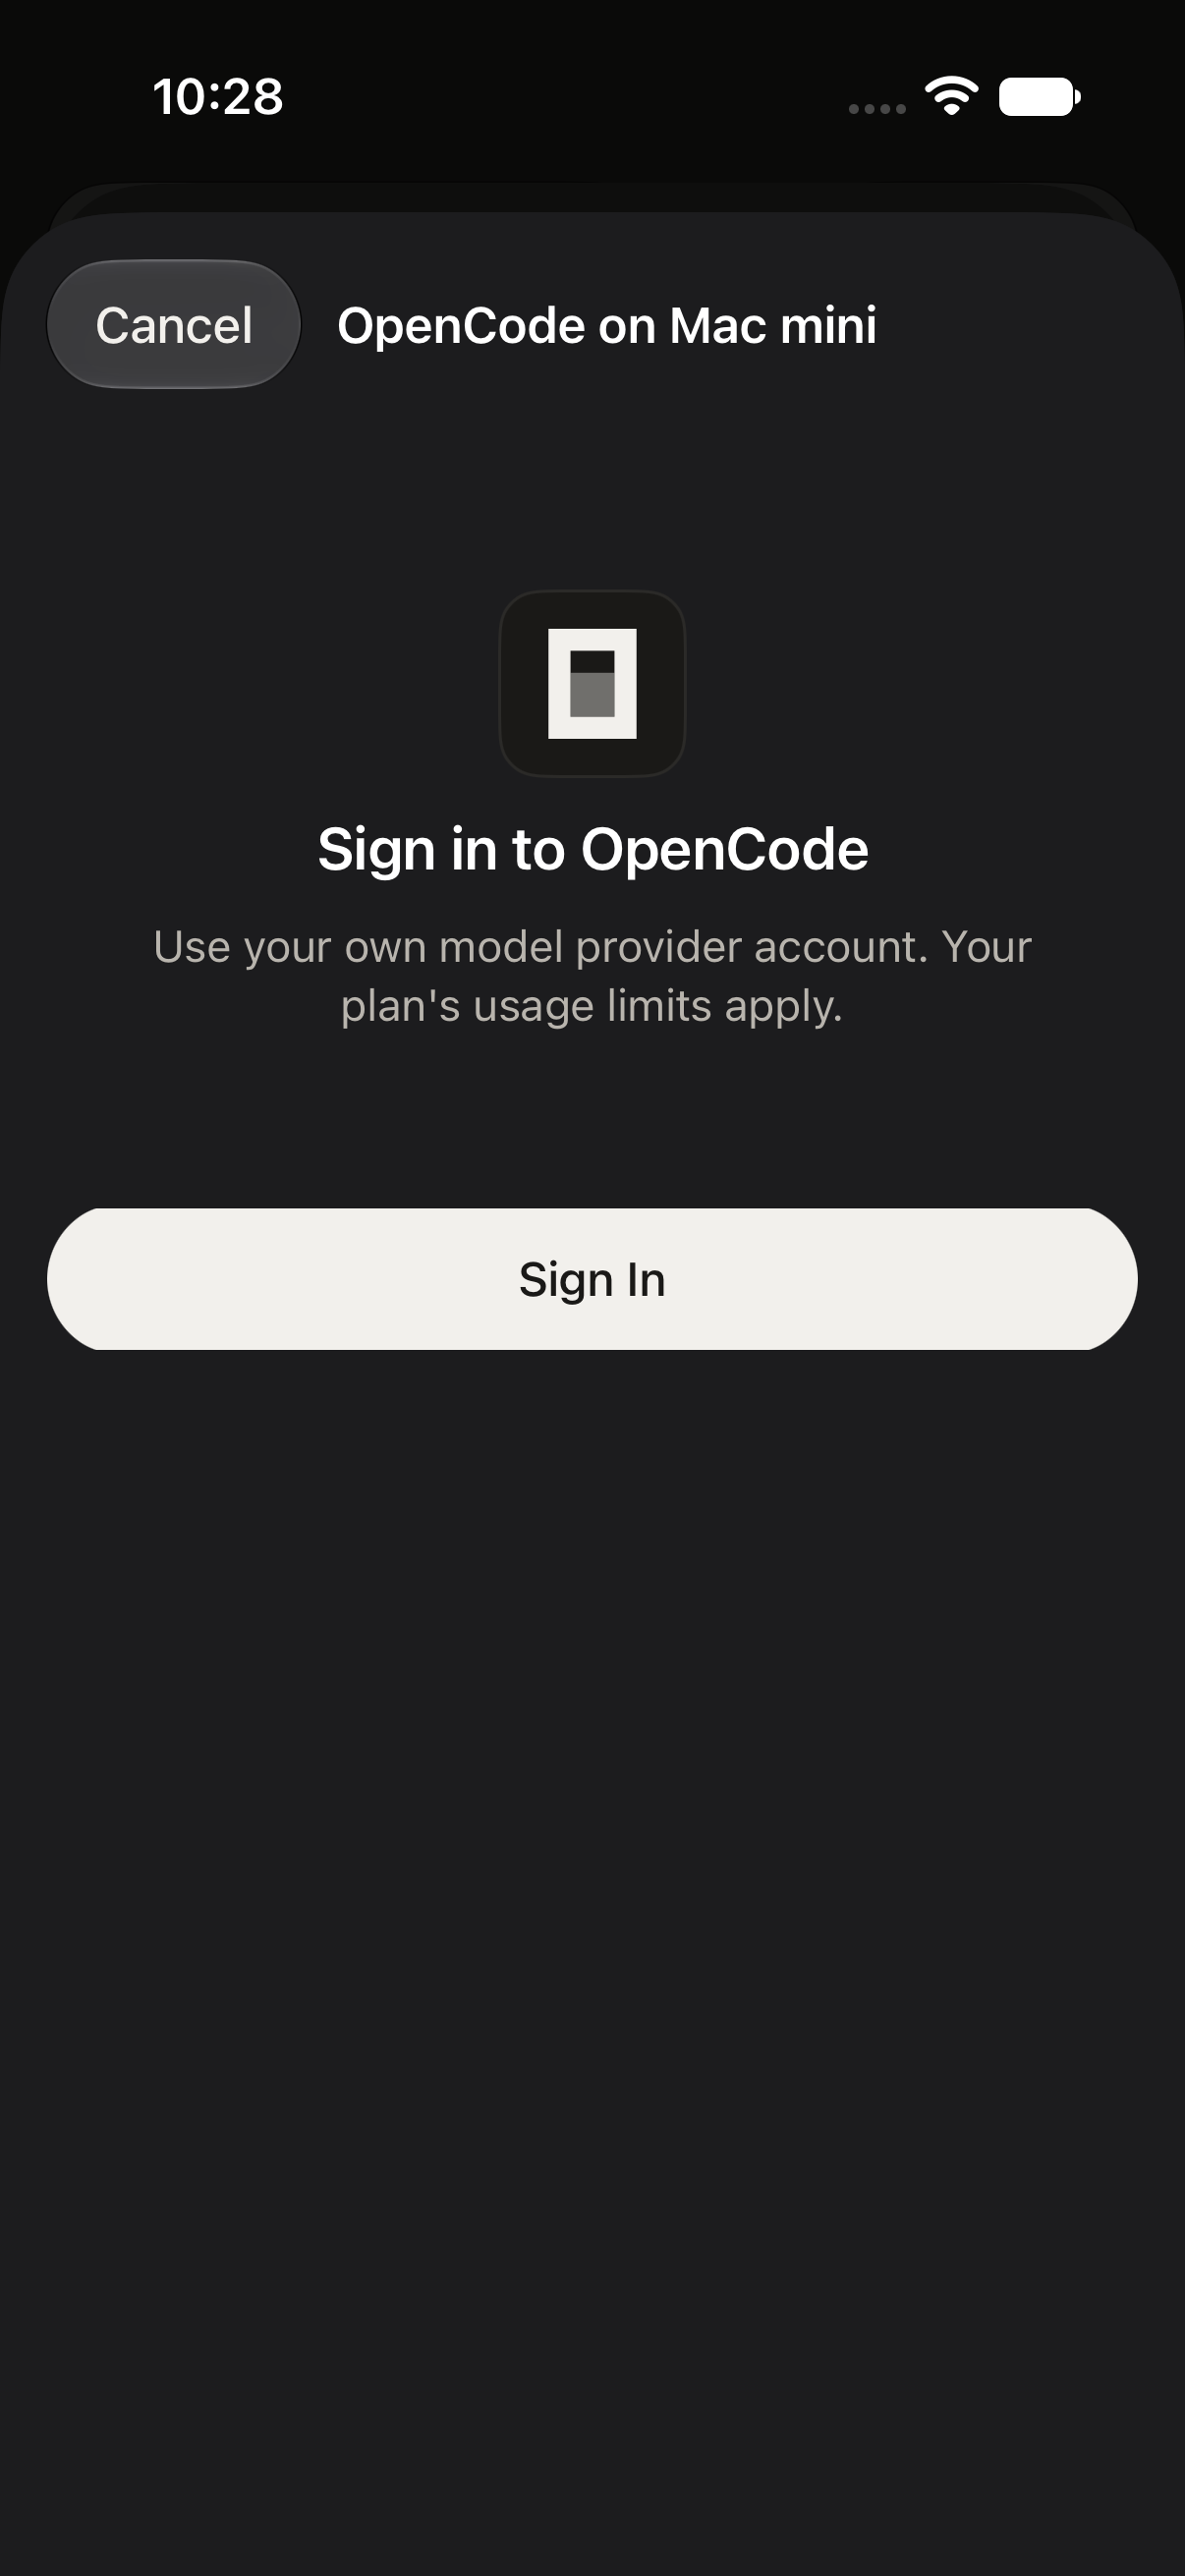 10:28
Cancel
OpenCode on Mac mini
Sign in to OpenCode
Use your own model provider account. Your
plan's usage limits apply.
Sign In